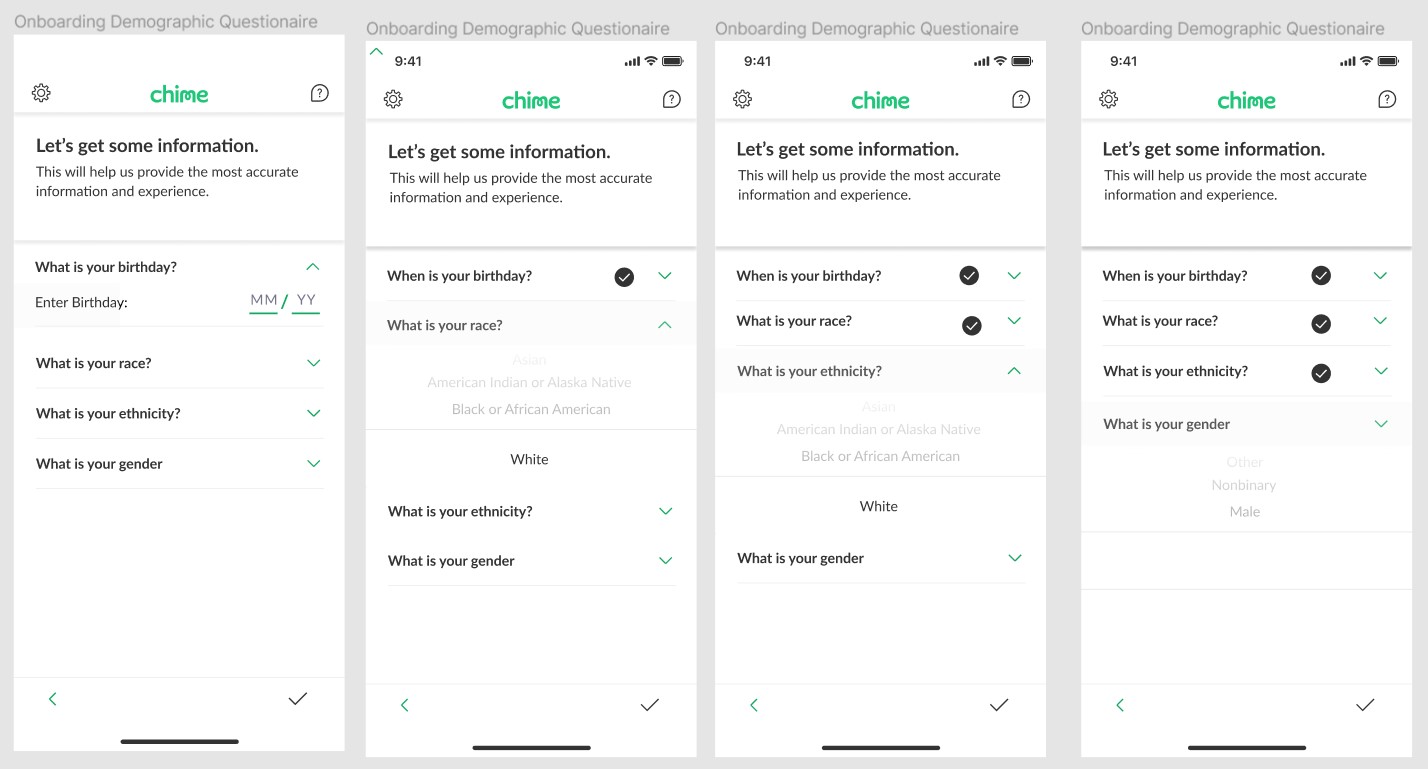 Onboarding Demographic Questionaire
chime
Let's get some information.
This will help us provide the most accurate
information and experience.
What is your birthday?
Enter Birthday: MM / YY
What is your race?
What is your ethnicity?
What is your gender
Onboarding Demographic Questionaire
9:41
chime
Let's get some information.
This will help us provide the most accurate
information and experience.
When is your birthday?
What is your race?
Asian
American Indian or Alaska Native
Black or African American
White
What is your ethnicity?
What is your gender
Onboarding Demographic Questionaire
9:41
chime
Let's get some information.
This will help us provide the most accurate
information and experience.
When is your birthday?
What is your race?
What is your ethnicity?
Asian
American Indian or Alaska Native
Black or African American
White
What is your gender
Onboarding Demographic Questionaire
9:41
chime
Let's get some information.
This will help us provide the most accurate
information and experience.
When is your birthday?
What is your race?
What is your ethnicity?
What is your gender
Other
Nonbinary
Male